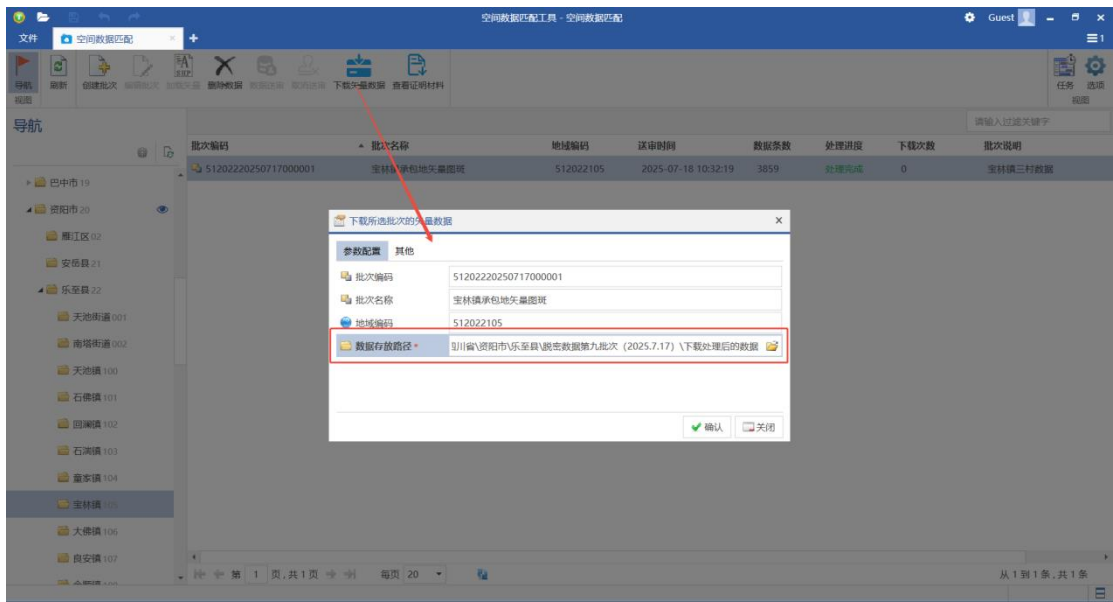 空间数据匹配工具 - 空间数据匹配
Guest
文件 空间数据匹配
1
导航 刷新 创建批次 编辑批次 删除数据 下载矢量数据 查看证明材料 任务 选项
视图 视图
导航 请输入过滤关键字
批次编码 批次名称 地域编码 送审时间 数据条数 处理进度 下载次数 批次说明
51202220250717000001 宝林镇承包地矢量图斑 512022105 2025-07-18 10:32:19 3859 处理完成 0 宝林镇三村数据
巴中市 19
资阳市 20
雁江区 02
安岳县 21
乐至县 22
天池街道 001
南塔街道 002
天池镇 100
石佛镇 101
回澜镇 102
石湍镇 103
童家镇 104
宝林镇 105
大佛镇 106
良安镇 107
下载所选批次的矢量数据
参数配置 其他
批次编码 51202220250717000001
批次名称 宝林镇承包地矢量图斑
地域编码 512022105
数据存放路径 * 川省\资阳市\乐至县\脱密数据第九批次（2025.7.17）\下载处理后的数据
确认 关闭
第 1 页,共1页 每页 20 从1到1条,共1条